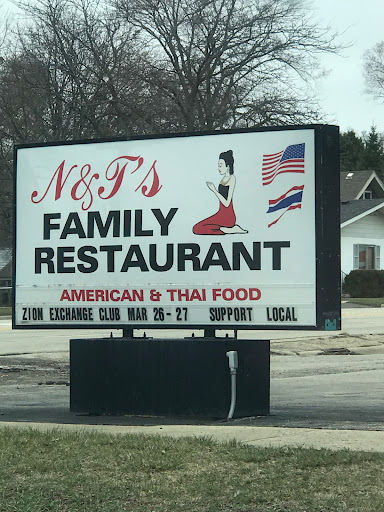 N&T's
FAMILY
RESTAURANT
AMERICAN & THAI FOOD
ZION EXCHANGE CLUB MAR 26-27 SUPPORT LOCAL